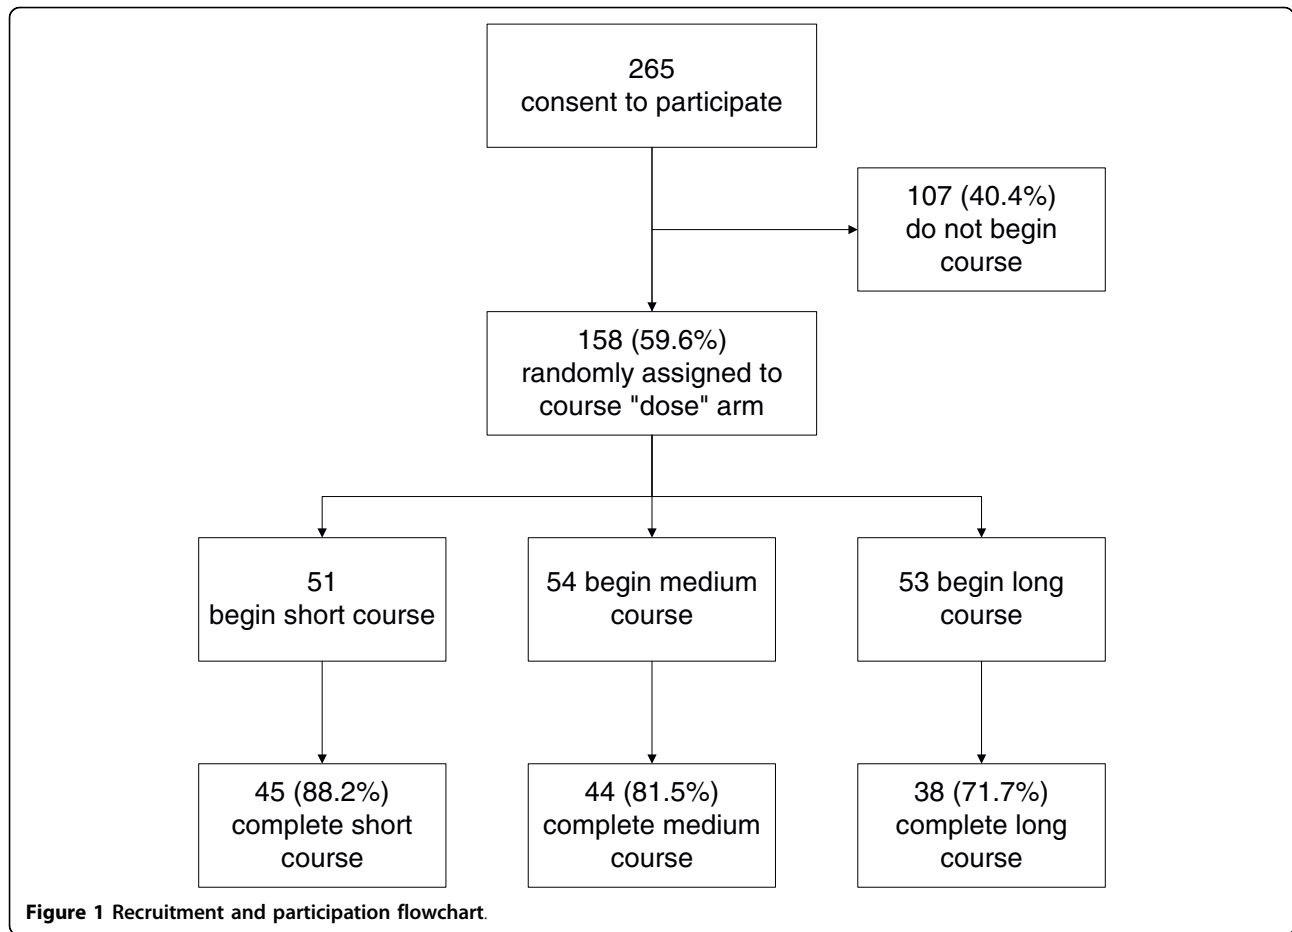 265
consent to participate
107 (40.4%)
do not begin
course
158 (59.6%)
randomly assigned to
course "dose" arm
51
begin short course
54 begin medium
course
53 begin long
course
45 (88.2%)
complete short
course
44 (81.5%)
complete medium
course
38 (71.7%)
complete long
course
Figure 1 Recruitment and participation flowchart.